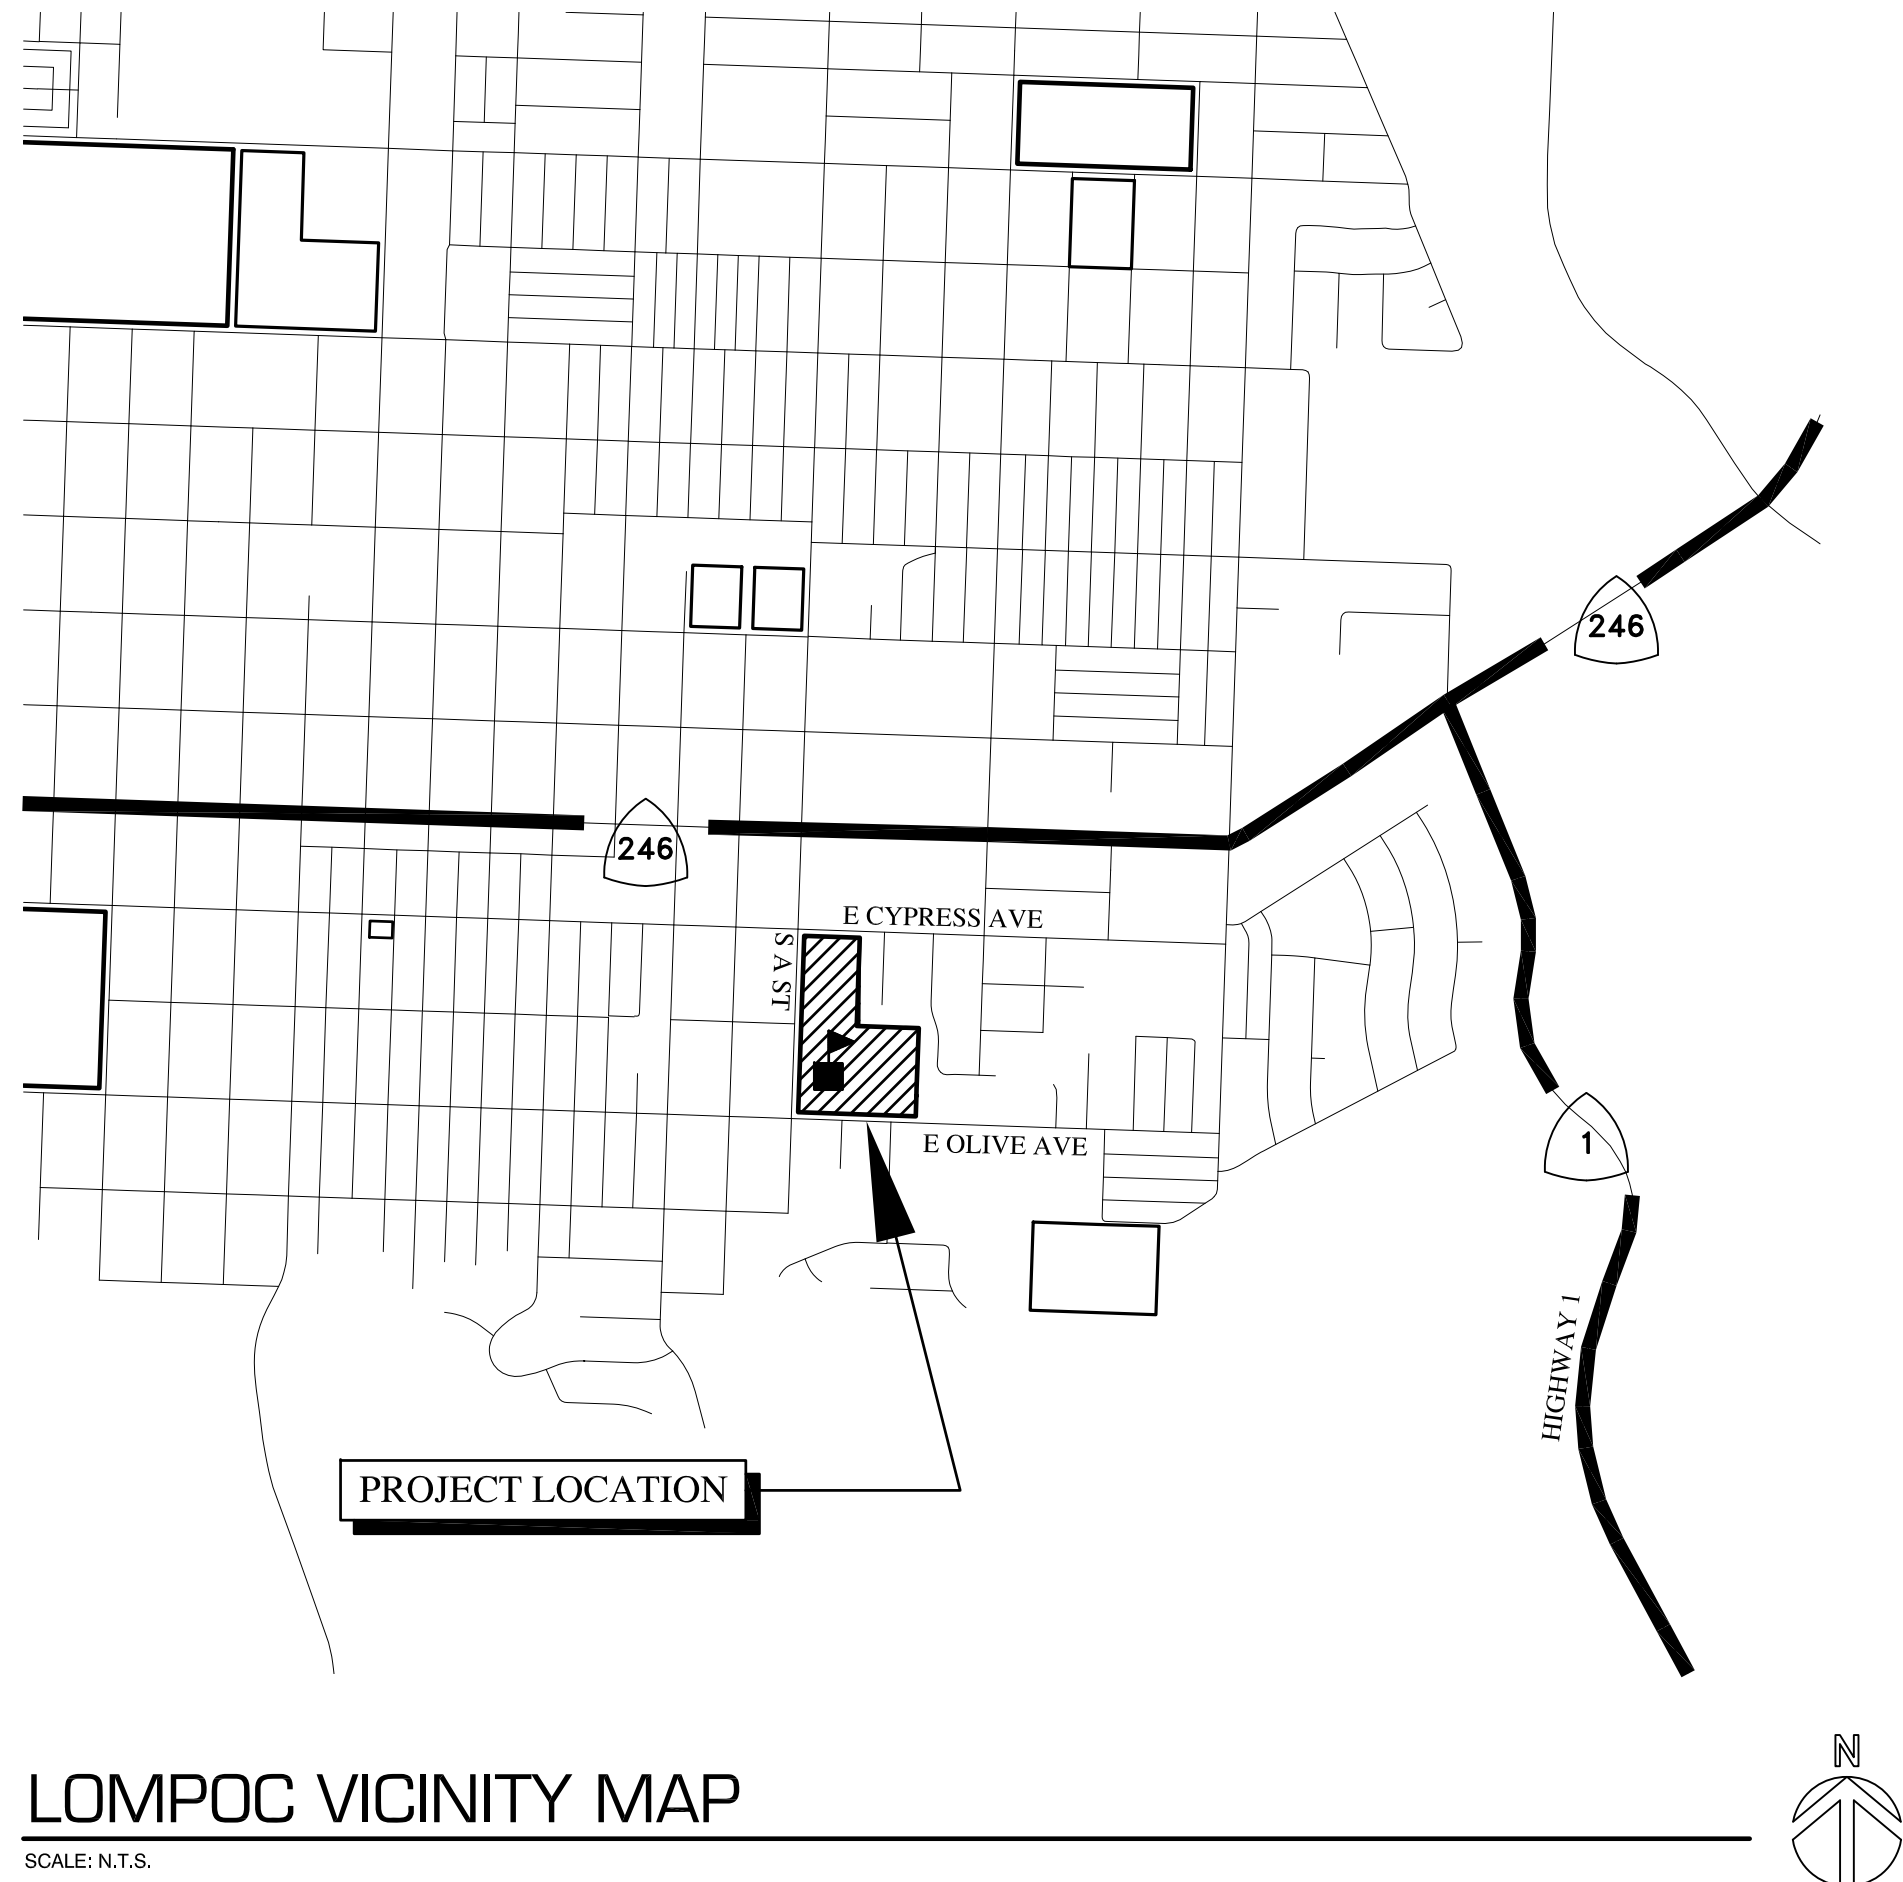 246
246
E CYPRESS AVE
S A ST
1
E OLIVE AVE
HIGHWAY 1
PROJECT LOCATION
N
LOMPOC VICINITY MAP
SCALE: N.T.S.